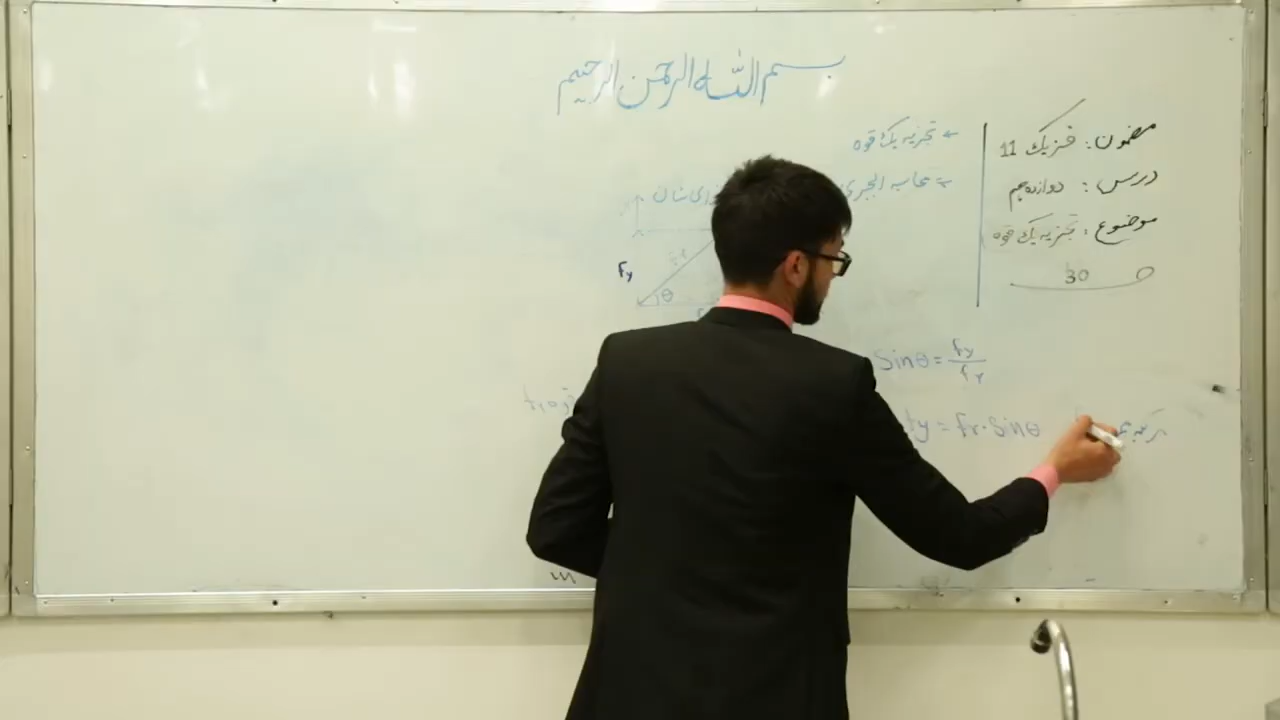 بسم الله الرحمن الرحیم
مضمون: فزیک 11
درس: دوازدهم
موضوع: تجزیه یک قوه
30
← تجزیه یک قوه
← محاسبه
Fy
θ
Sinθ = fy/fr
fy = fr·Sinθ